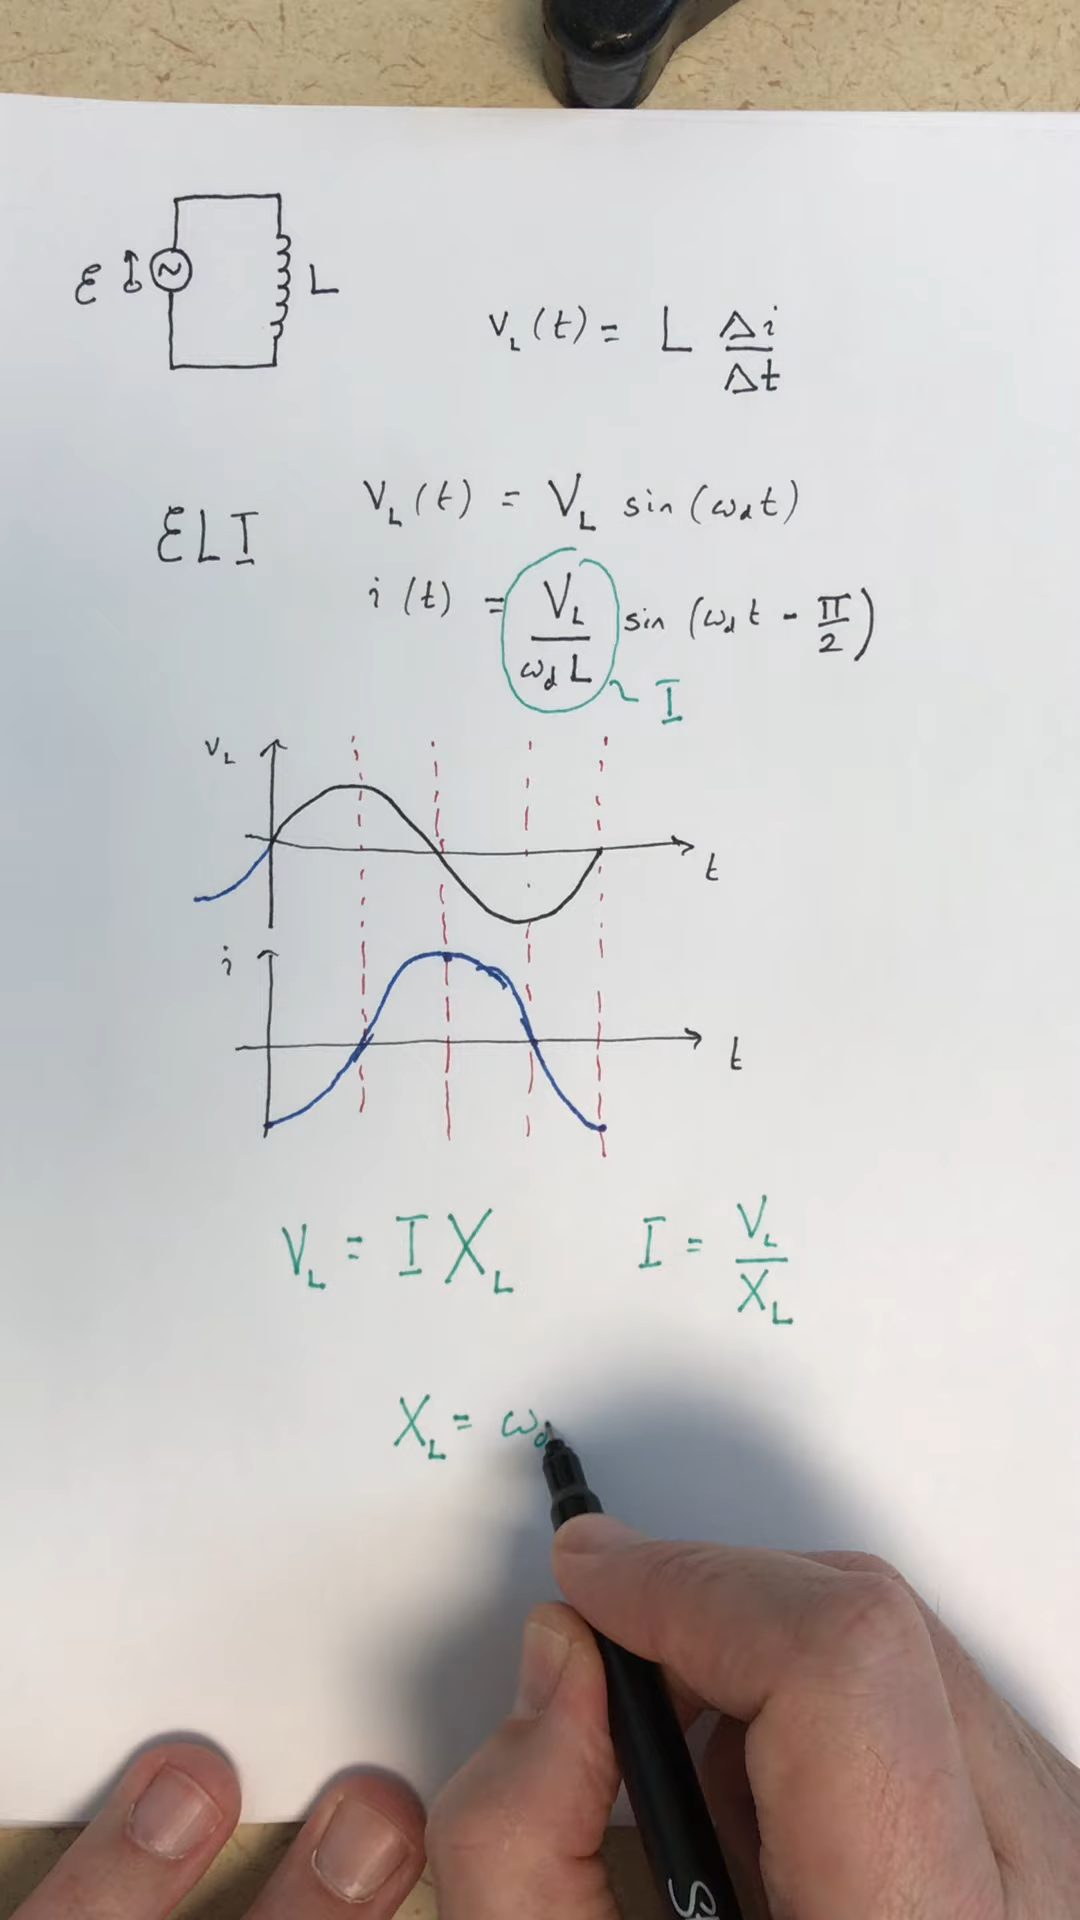 ℰ ~ L
v_L(t) = L Δi/Δt
ELI
V_L(t) = V_L sin(ω_d t)
i(t) = V_L/(ω_d L) sin(ω_d t - π/2)
~ I
V_L
t
i
t
V_L = I X_L
I = V_L/X_L
X_L = ω_d